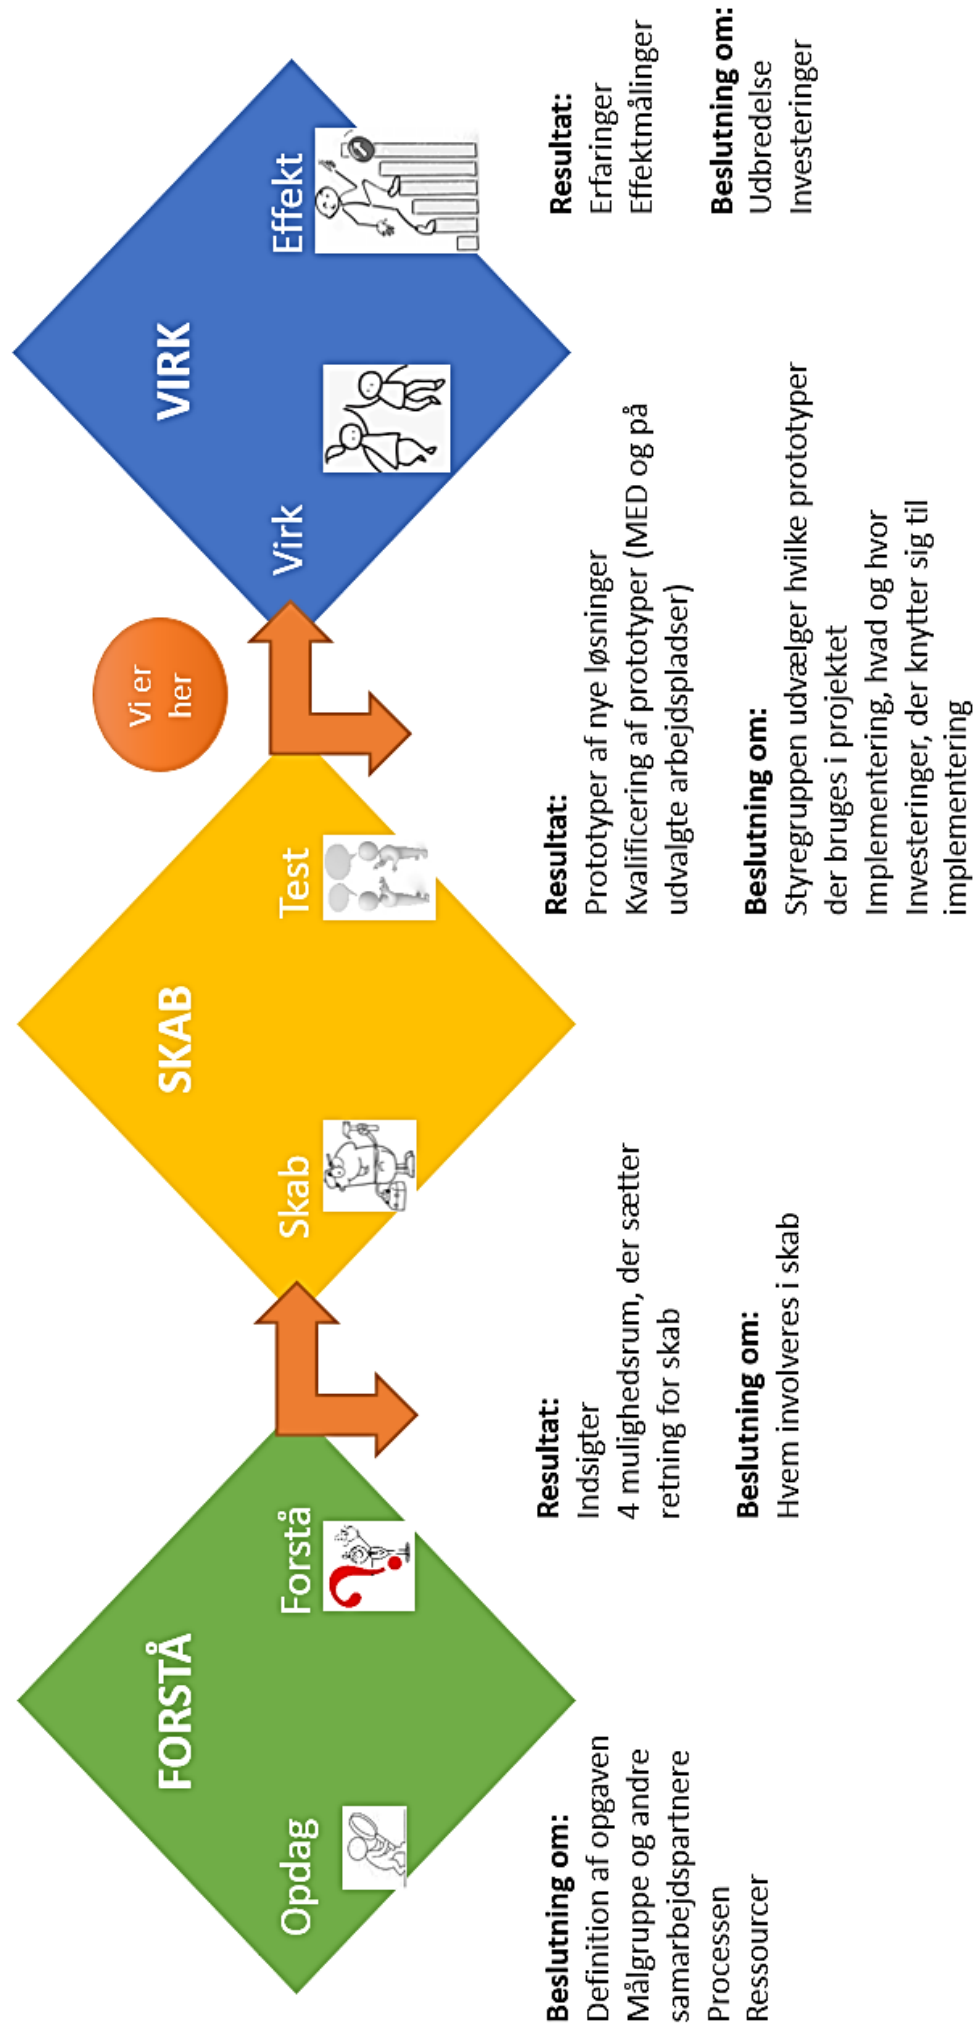 FORSTÅ
Opdag
Forstå
SKAB
Skab
Test
Vi er
her
VIRK
Virk
Effekt
Beslutning om:
Definition af opgaven
Målgruppe og andre
samarbejdspartnere
Processen
Ressourcer
Resultat:
Indsigter
4 mulighedsrum, der sætter
retning for skab
Beslutning om:
Hvem involveres i skab
Resultat:
Prototyper af nye løsninger
Kvalificering af prototyper (MED og på
udvalgte arbejdspladser)
Beslutning om:
Styregruppen udvælger hvilke prototyper
der bruges i projektet
Implementering, hvad og hvor
Investeringer, der knytter sig til
implementering
Resultat:
Erfaringer
Effektmålinger
Beslutning om:
Udbredelse
Investeringer